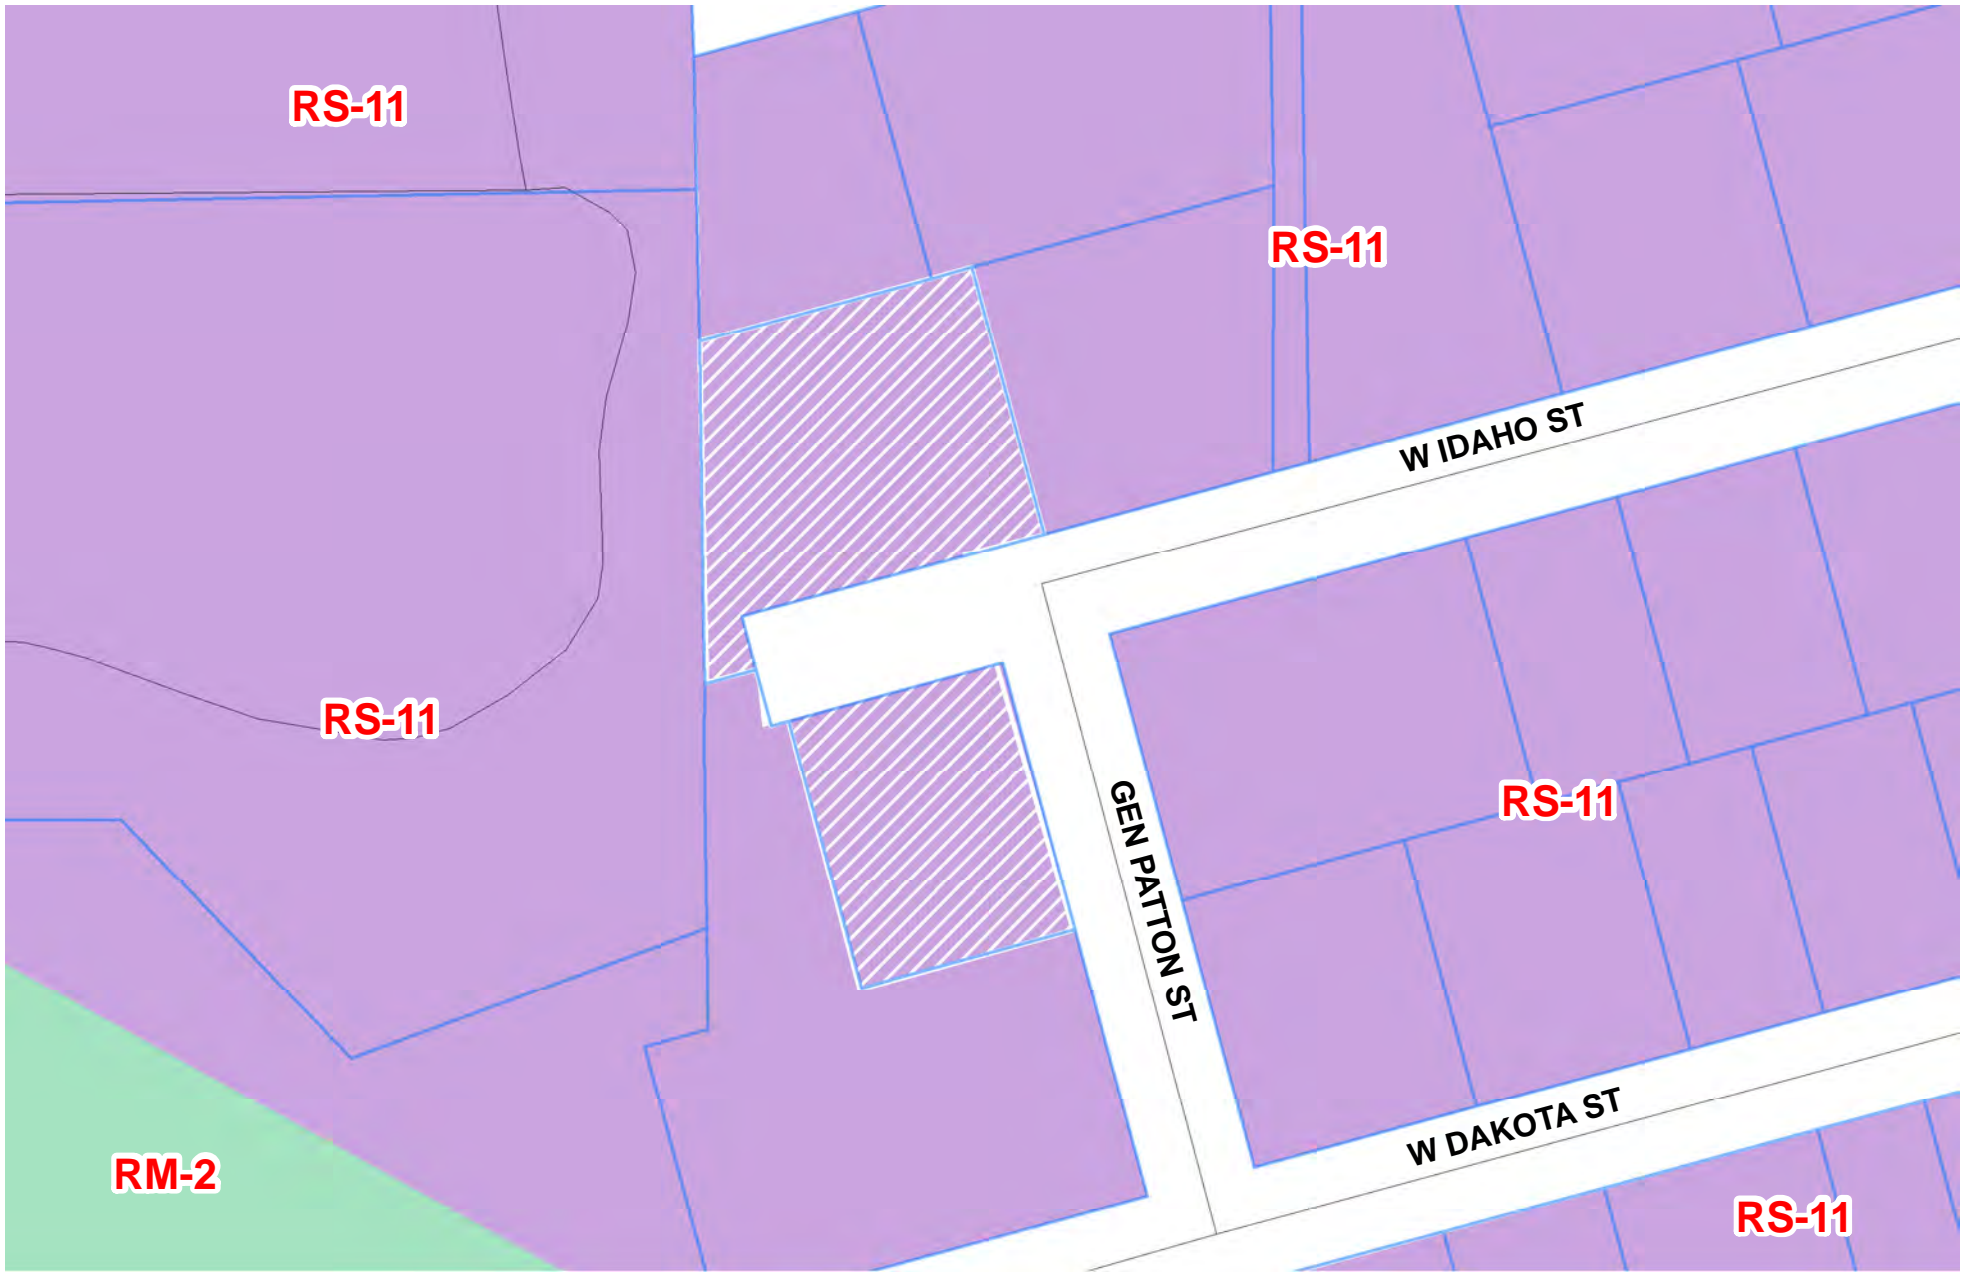 RS-11
RS-11
W IDAHO ST
RS-11
RS-11
GEN PATTON ST
W DAKOTA ST
RM-2
RS-11